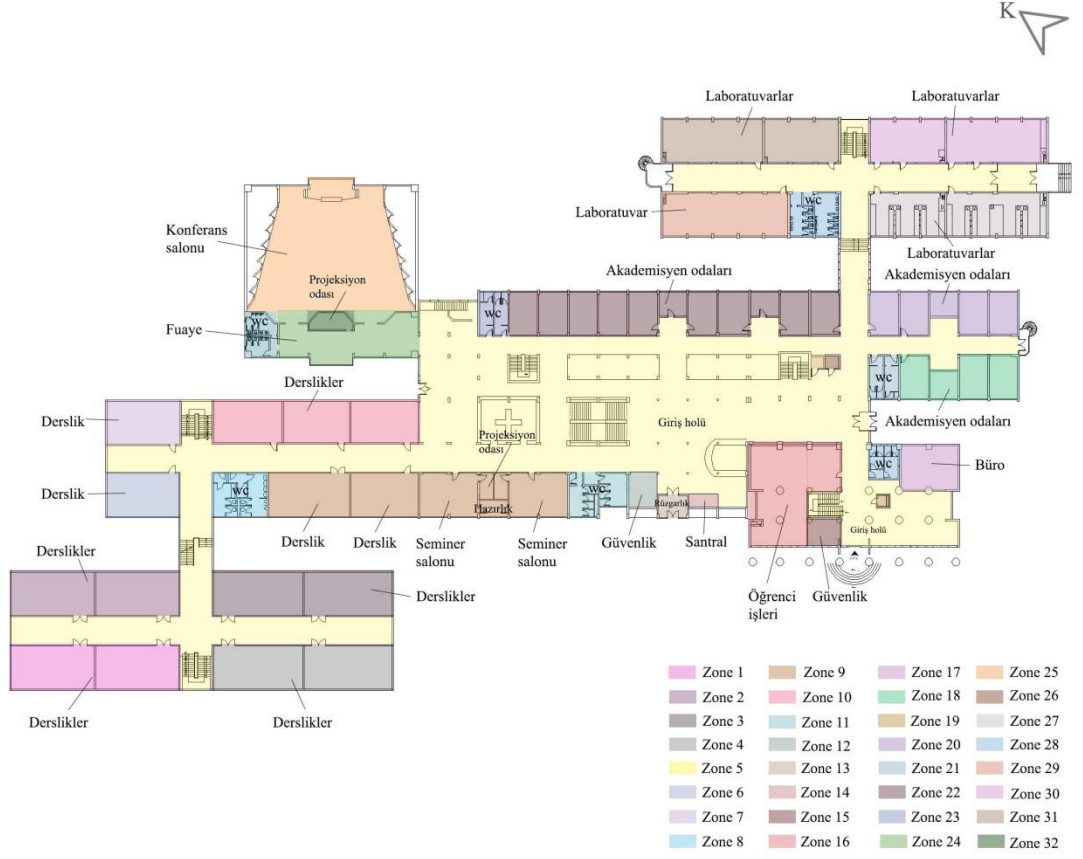 K
Laboratuvarlar
Laboratuvarlar
Laboratuvar
WC
Laboratuvarlar
Konferans
salonu
Projeksiyon
odası
WC
Fuaye
Akademisyen odaları
Akademisyen odaları
WC
WC
Akademisyen odaları
Derslikler
Derslik
Projeksiyon
odası
Giriş holü
WC
Büro
Derslik
WC
Hazırlık
WC
Rüzgarlık
Giriş holü
Derslik
Derslik
Seminer
salonu
Seminer
salonu
Güvenlik
Santral
Öğrenci
işleri
Güvenlik
Derslikler
Derslikler
Derslikler
Derslikler
Zone 1
Zone 2
Zone 3
Zone 4
Zone 5
Zone 6
Zone 7
Zone 8
Zone 9
Zone 10
Zone 11
Zone 12
Zone 13
Zone 14
Zone 15
Zone 16
Zone 17
Zone 18
Zone 19
Zone 20
Zone 21
Zone 22
Zone 23
Zone 24
Zone 25
Zone 26
Zone 27
Zone 28
Zone 29
Zone 30
Zone 31
Zone 32